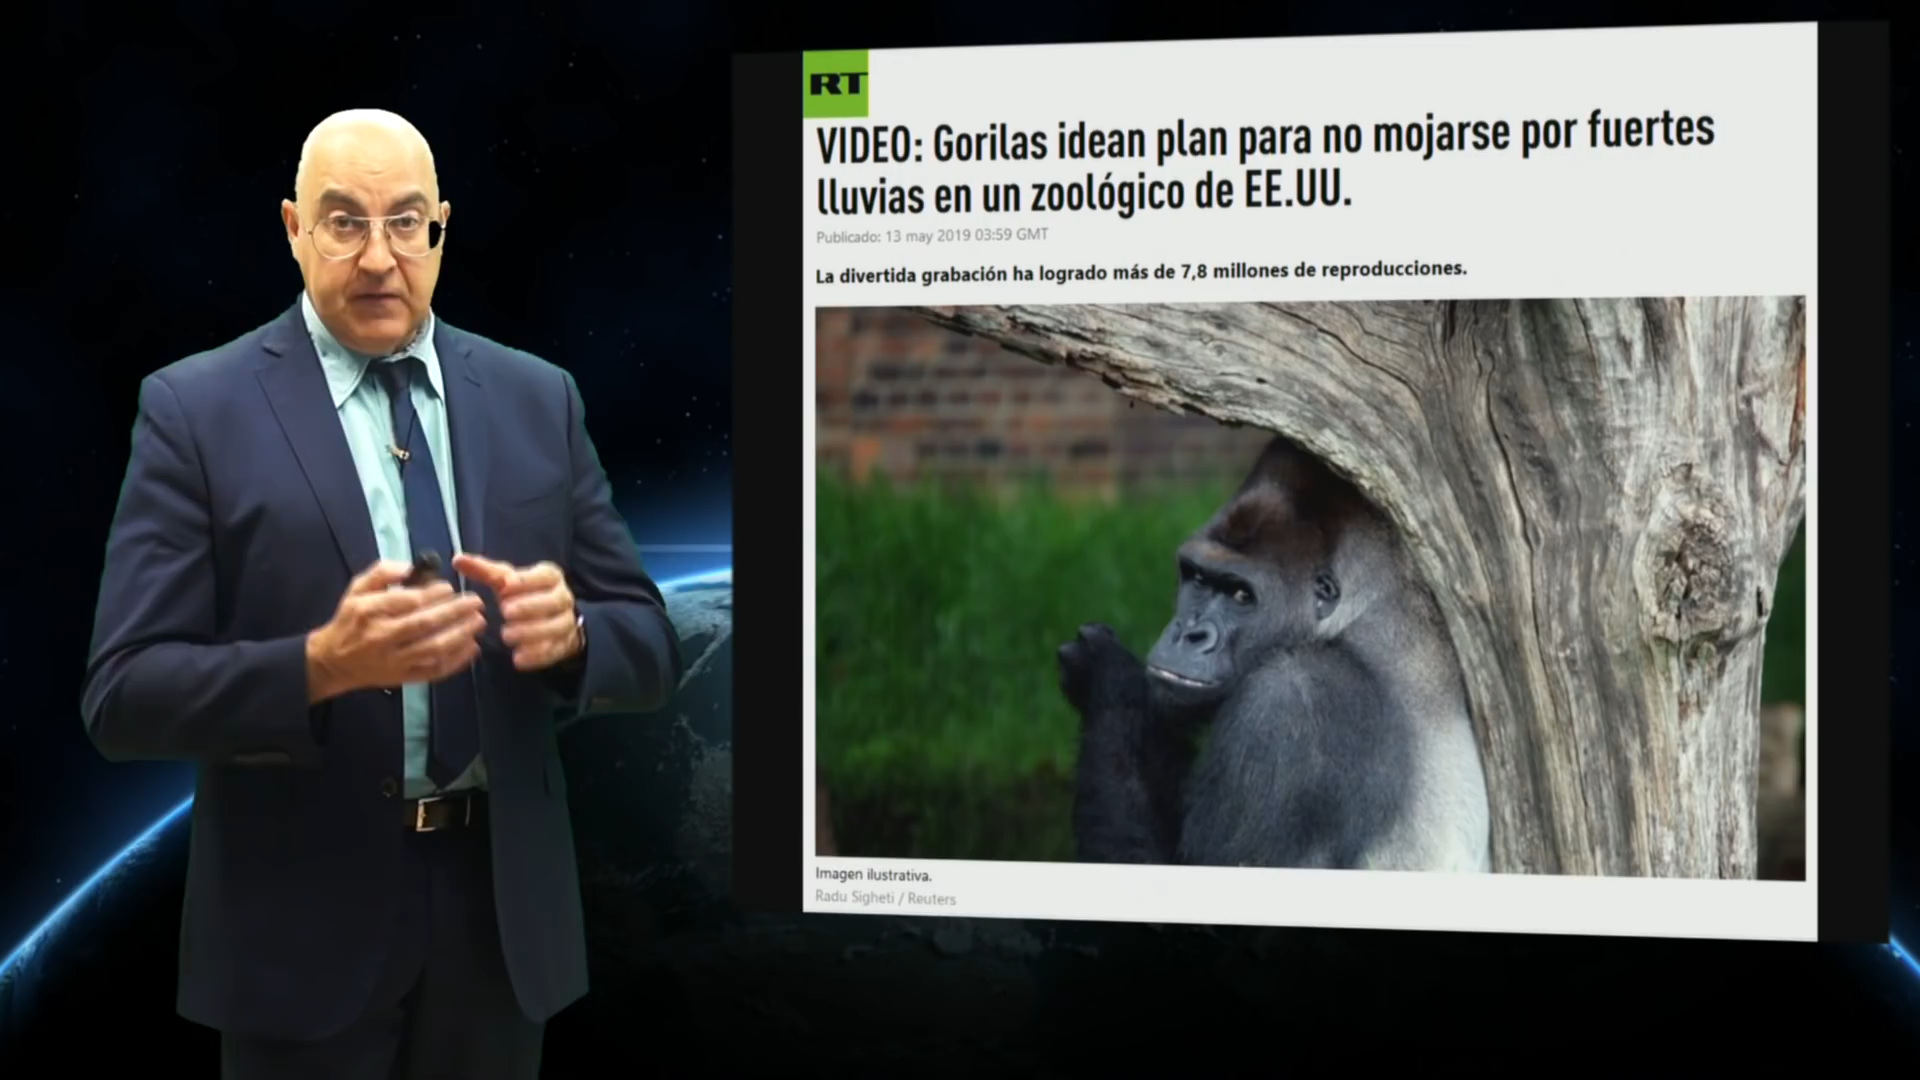 RT
VIDEO: Gorilas idean plan para no mojarse por fuertes
lluvias en un zoológico de EE.UU.
Publicado: 13 may 2019 03:59 GMT
La divertida grabación ha logrado más de 7,8 millones de reproducciones.
Imagen ilustrativa.
Radu Sigheti / Reuters